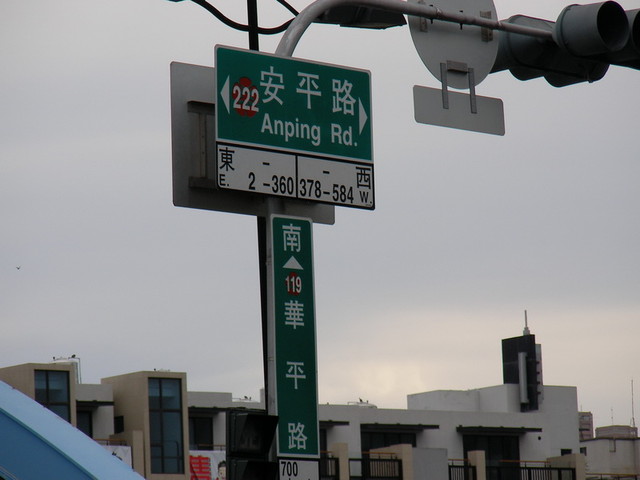 222 安平路
Anping Rd.
東 - - 西
E. 2-360 378-584 W.
南
119
華平路
700